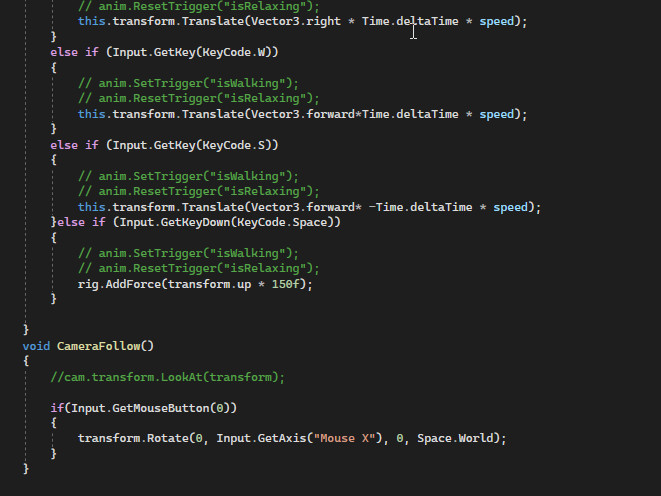 // anim.ResetTrigger("isRelaxing");
this.transform.Translate(Vector3.right * Time.deltaTime * speed);
}
else if (Input.GetKey(KeyCode.W))
{
// anim.SetTrigger("isWalking");
// anim.ResetTrigger("isRelaxing");
this.transform.Translate(Vector3.forward*Time.deltaTime * speed);
}
else if (Input.GetKey(KeyCode.S))
{
// anim.SetTrigger("isWalking");
// anim.ResetTrigger("isRelaxing");
this.transform.Translate(Vector3.forward* -Time.deltaTime * speed);
}else if (Input.GetKeyDown(KeyCode.Space))
{
// anim.SetTrigger("isWalking");
// anim.ResetTrigger("isRelaxing");
rig.AddForce(transform.up * 150f);
}
}
void CameraFollow()
{
//cam.transform.LookAt(transform);
if(Input.GetMouseButton(0))
{
transform.Rotate(0, Input.GetAxis("Mouse X"), 0, Space.World);
}
}